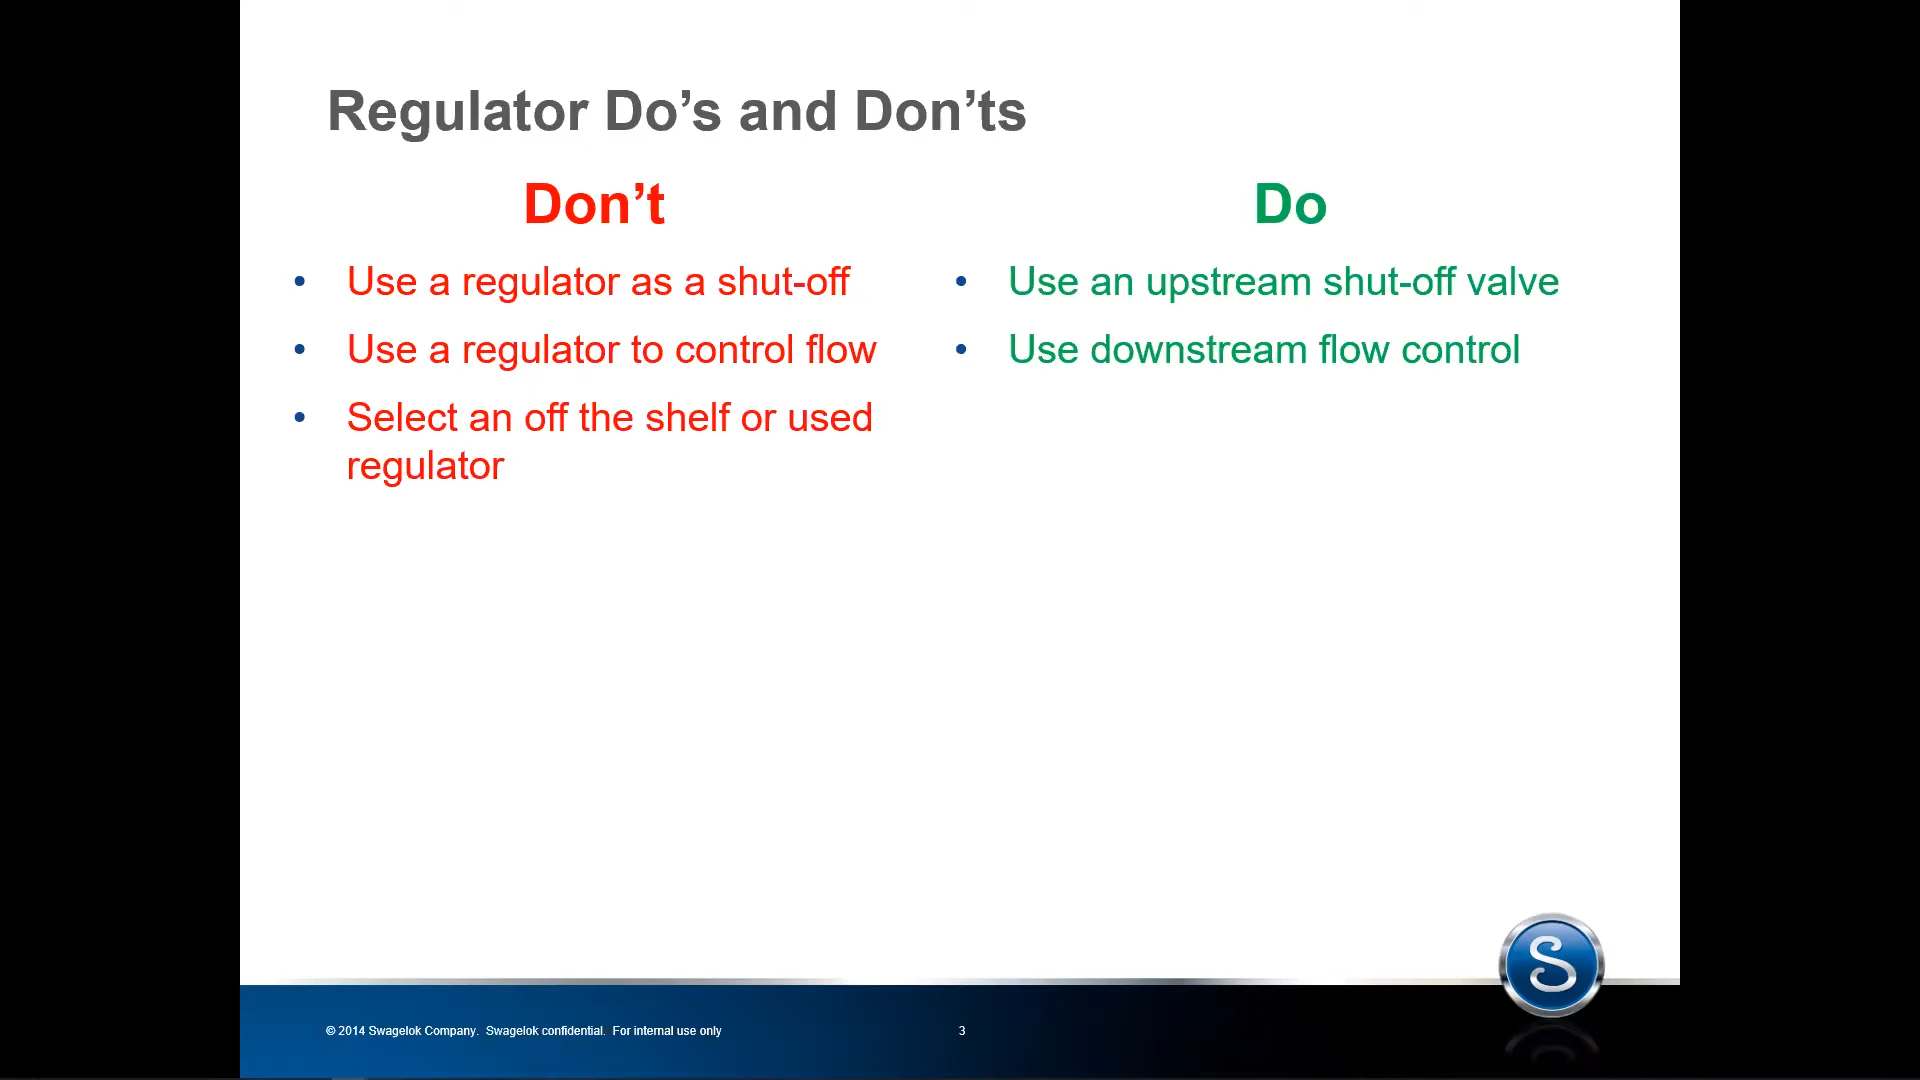 Regulator Do’s and Don’ts
Don’t
• Use a regulator as a shut-off
• Use a regulator to control flow
• Select an off the shelf or used
regulator
Do
• Use an upstream shut-off valve
• Use downstream flow control
S
© 2014 Swagelok Company. Swagelok confidential. For internal use only
3